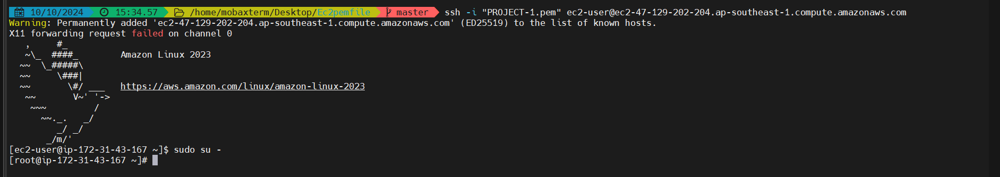 10/10/2024 15:34.57 /home/mobaxterm/Desktop/Ec2pemfile master ssh -i "PROJECT-1.pem" ec2-user@ec2-47-129-202-204.ap-southeast-1.compute.amazonaws.com
Warning: Permanently added 'ec2-47-129-202-204.ap-southeast-1.compute.amazonaws.com' (ED25519) to the list of known hosts.
X11 forwarding request failed on channel 0
   ,     #_
   ~\_  ####_        Amazon Linux 2023
  ~~  \_#####\
  ~~     \###|
  ~~       \#/ ___   https://aws.amazon.com/linux/amazon-linux-2023
   ~~       V~' '->
    ~~~         /
      ~~._.   _/
         _/ _/
       _/m/'
[ec2-user@ip-172-31-43-167 ~]$ sudo su -
[root@ip-172-31-43-167 ~]#